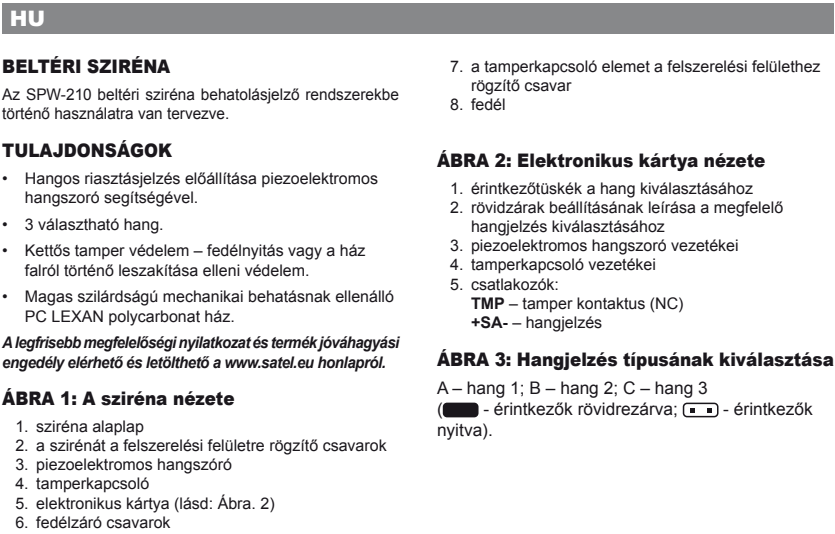 HU
BELTÉRI SZIRÉNA
Az SPW-210 beltéri sziréna behatolásjelző rendszerekbe
történő használatra van tervezve.
TULAJDONSÁGOK
• Hangos riasztásjelzés előállítása piezoelektromos
hangszoró segítségével.
• 3 választható hang.
• Kettős tamper védelem – fedélnyitás vagy a ház
falról történő leszakítása elleni védelem.
• Magas szilárdságú mechanikai behatásnak ellenálló
PC LEXAN polycarbonat ház.
A legfrisebb megfelelőségi nyilatkozat és termék jóváhagyási
engedély elérhető és letölthető a www.satel.eu honlapról.
ÁBRA 1: A sziréna nézete
1. sziréna alaplap
2. a szirénát a felszerelési felületre rögzítő csavarok
3. piezoelektromos hangszóró
4. tamperkapcsoló
5. elektronikus kártya (lásd: Ábra. 2)
6. fedélzáró csavarok
7. a tamperkapcsoló elemet a felszerelési felülethez
rögzítő csavar
8. fedél
ÁBRA 2: Elektronikus kártya nézete
1. érintkezőtüskék a hang kiválasztásához
2. rövidzárak beállításának leírása a megfelelő
hangjelzés kiválasztásához
3. piezoelektromos hangszoró vezetékei
4. tamperkapcsoló vezetékei
5. csatlakozók:
TMP – tamper kontaktus (NC)
+SA- – hangjelzés
ÁBRA 3: Hangjelzés típusának kiválasztása
A – hang 1; B – hang 2; C – hang 3
( - érintkezők rövidrezárva; - érintkezők
nyitva).